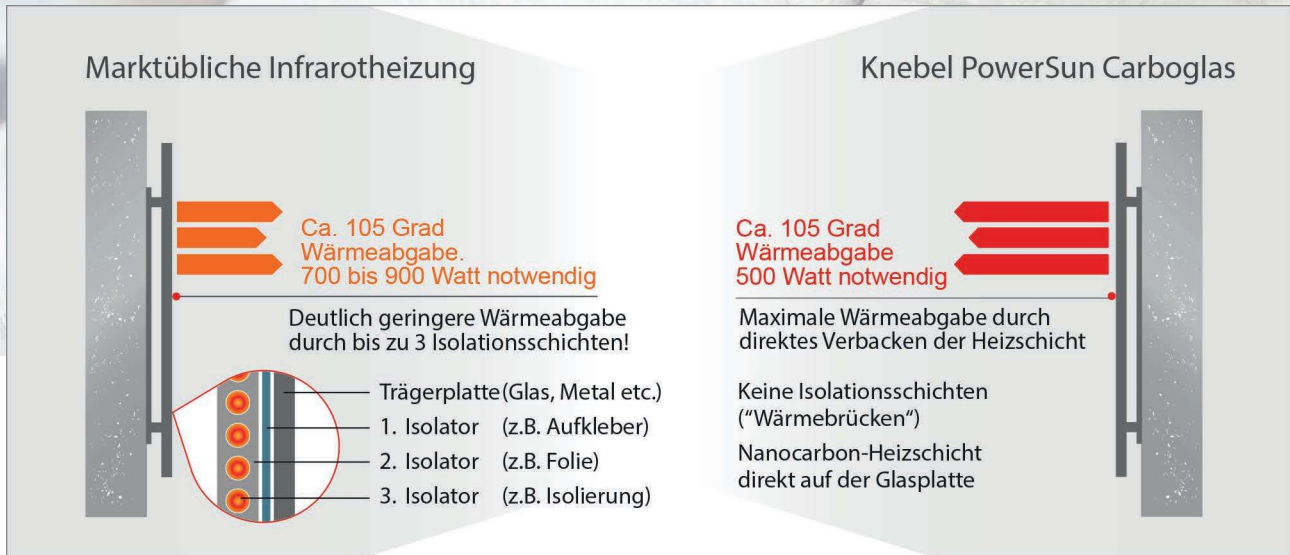 Marktübliche Infrarotheizung
Ca. 105 Grad
Wärmeabgabe.
700 bis 900 Watt notwendig
Deutlich geringere Wärmeabgabe
durch bis zu 3 Isolationsschichten!
Trägerplatte (Glas, Metal etc.)
1. Isolator (z.B. Aufkleber)
2. Isolator (z.B. Folie)
3. Isolator (z.B. Isolierung)
Knebel PowerSun Carboglas
Ca. 105 Grad
Wärmeabgabe
500 Watt notwendig
Maximale Wärmeabgabe durch
direktes Verbacken der Heizschicht
Keine Isolationsschichten
("Wärmebrücken“)
Nanocarbon-Heizschicht
direkt auf der Glasplatte